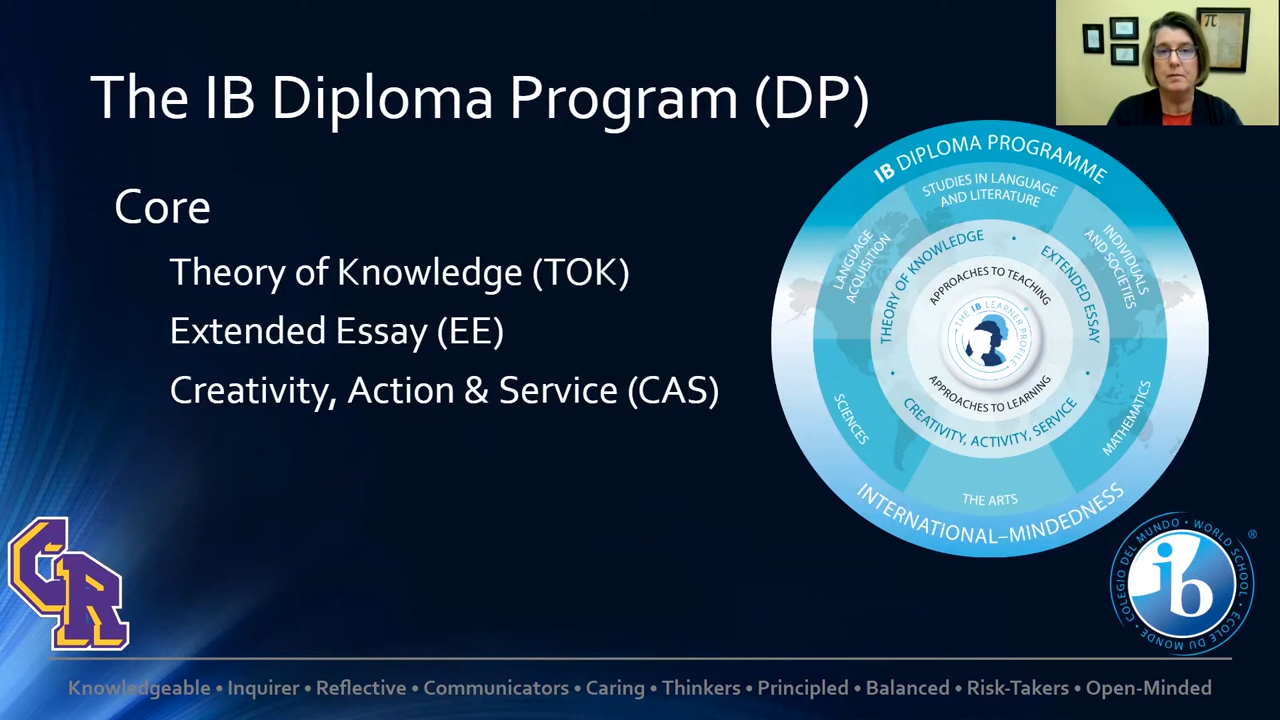 The IB Diploma Program (DP)
Core
Theory of Knowledge (TOK)
Extended Essay (EE)
Creativity, Action & Service (CAS)
π
IB DIPLOMA PROGRAMME
STUDIES IN LANGUAGE
AND LITERATURE
LANGUAGE
ACQUISITION
INDIVIDUALS
AND SOCIETIES
THEORY OF KNOWLEDGE
EXTENDED ESSAY
APPROACHES TO TEACHING
THE IB LEARNER PROFILE
APPROACHES TO LEARNING
CREATIVITY, ACTIVITY, SERVICE
SCIENCES
MATHEMATICS
THE ARTS
INTERNATIONAL–MINDEDNESS
CR
ib
COLEGIO DEL MUNDO • WORLD SCHOOL • ÉCOLE DU MONDE •
®
Knowledgeable • Inquirer • Reflective • Communicators • Caring • Thinkers • Principled • Balanced • Risk-Takers • Open-Minded